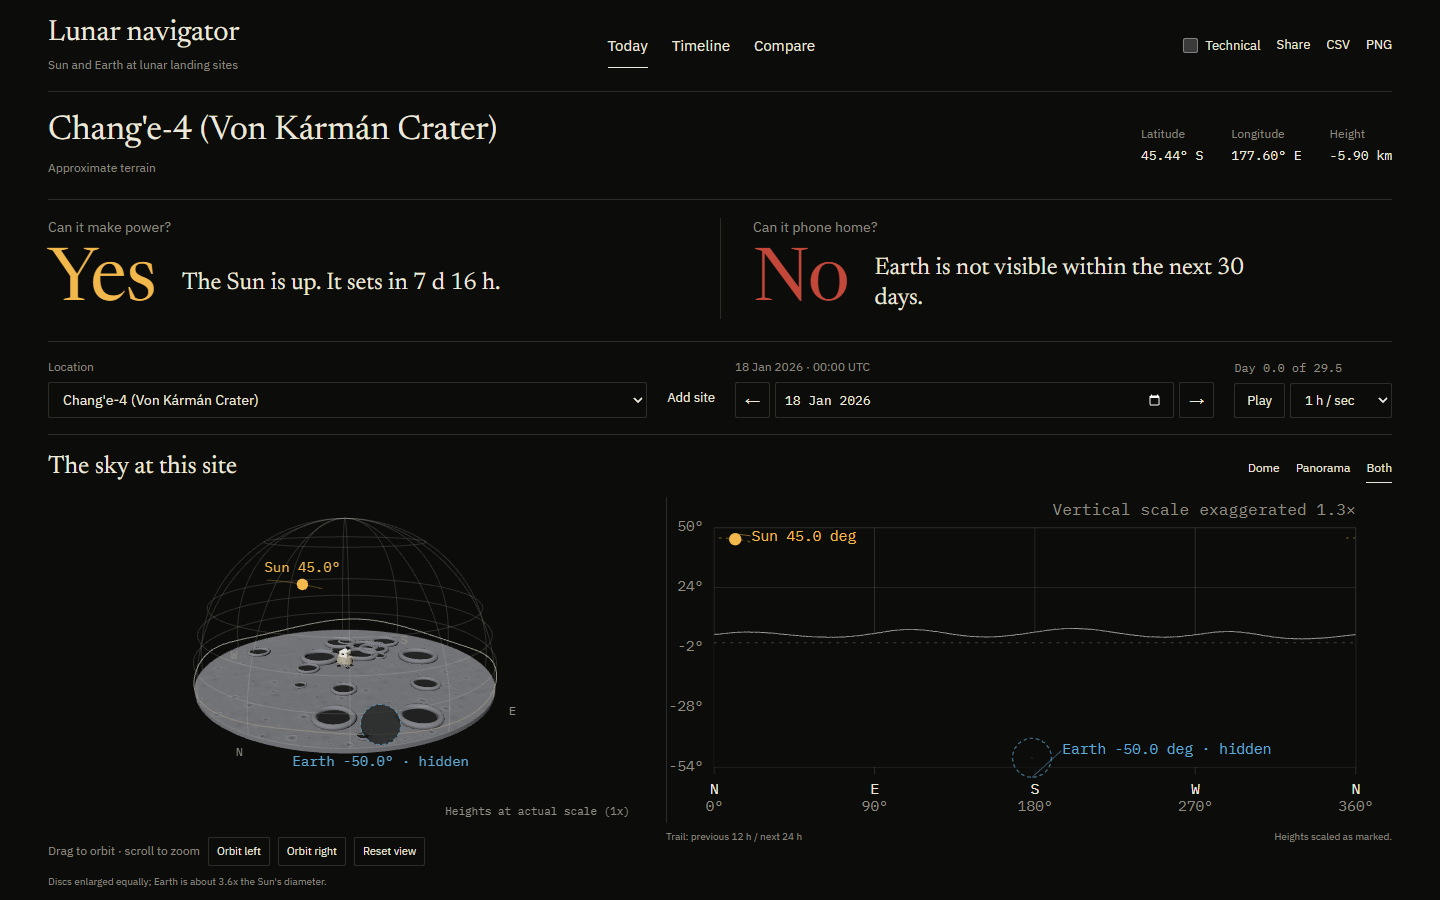 Lunar navigator
Sun and Earth at lunar landing sites
Today Timeline Compare
Technical Share CSV PNG
Chang'e-4 (Von Kármán Crater)
Approximate terrain
Latitude Longitude Height
45.44° S 177.60° E -5.90 km
Can it make power?
Yes The Sun is up. It sets in 7 d 16 h.
Can it phone home?
No Earth is not visible within the next 30
days.
Location
Chang'e-4 (Von Kármán Crater)
Add site
18 Jan 2026 · 00:00 UTC
← 18 Jan 2026 →
Day 0.0 of 29.5
Play 1 h / sec
The sky at this site
Dome Panorama Both
Sun 45.0°
E
N
Earth -50.0° · hidden
Heights at actual scale (1x)
Drag to orbit · scroll to zoom Orbit left Orbit right Reset view
Discs enlarged equally; Earth is about 3.6x the Sun's diameter.
Vertical scale exaggerated 1.3×
50°
Sun 45.0 deg
24°
-2°
-28°
Earth -50.0 deg · hidden
-54°
N E S W N
0° 90° 180° 270° 360°
Trail: previous 12 h / next 24 h
Heights scaled as marked.